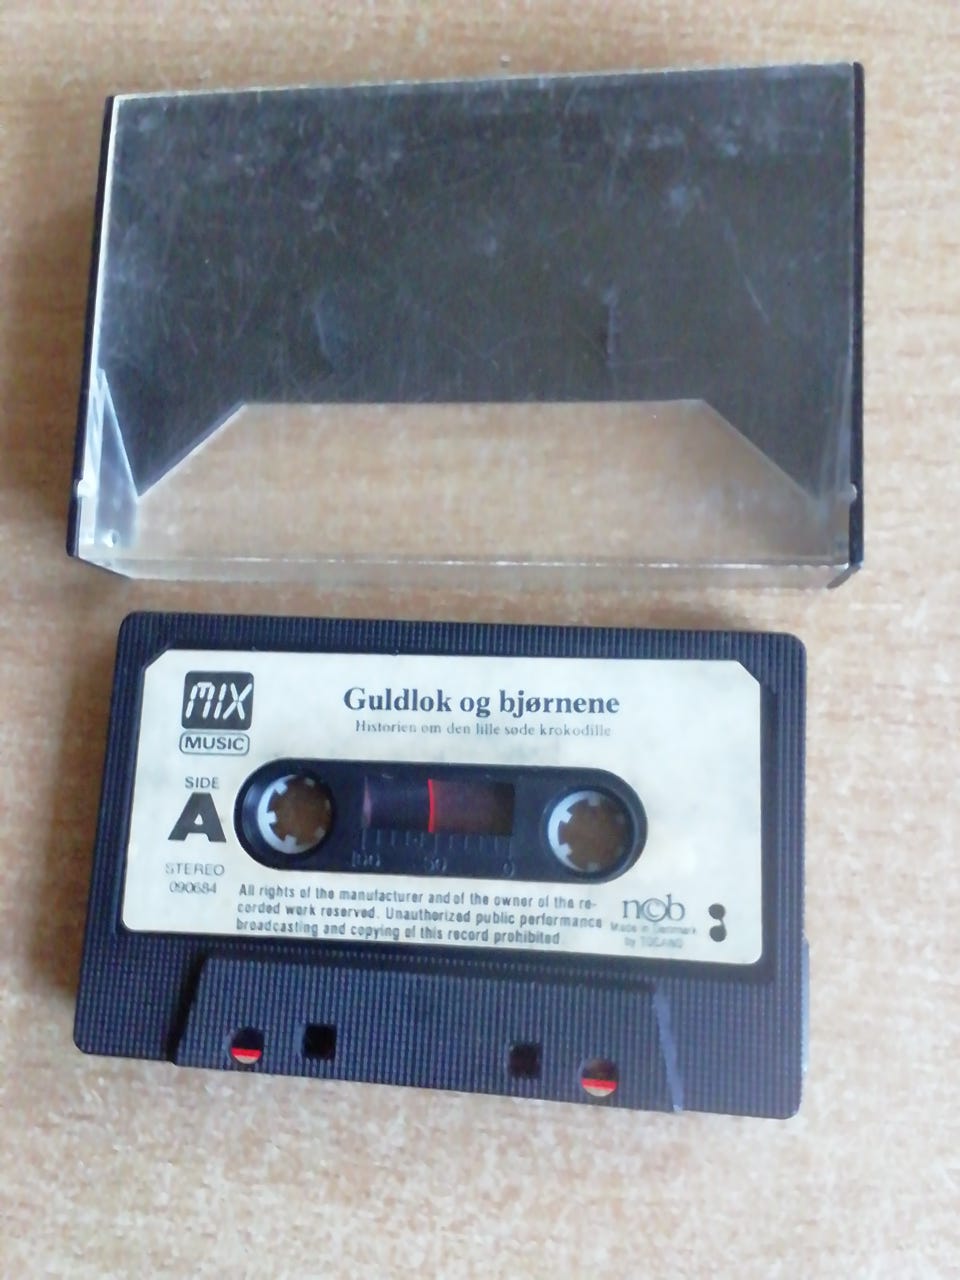 MIX
MUSIC
Guldlok og bjørnene
Historien om den lille søde krokodille
SIDE
A
STEREO
090684
100 50 0
All rights of the manufacturer and of the owner of the re-
corded work reserved. Unauthorized public performance
broadcasting and copying of this record prohibited.
n©b
Made in Denmark
by TOCANO